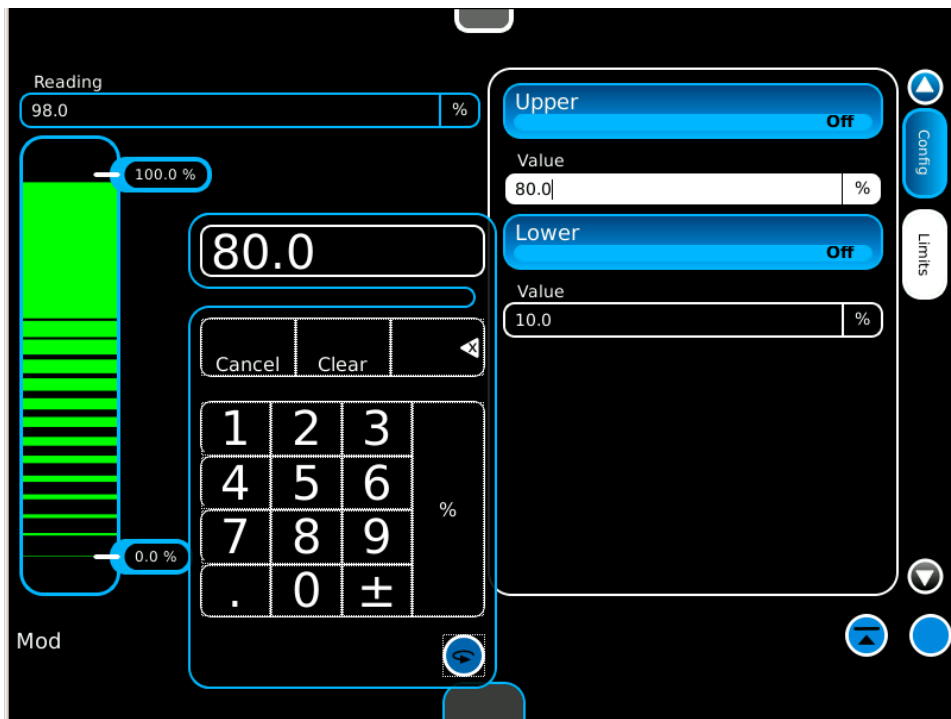 Reading
98.0 %
100.0 %
0.0 %
Mod
80.0
Cancel Clear X
1 2 3
4 5 6
7 8 9
. 0 ±
%
Upper
Off
Value
80.0 %
Lower
Off
Value
10.0 %
Config
Limits